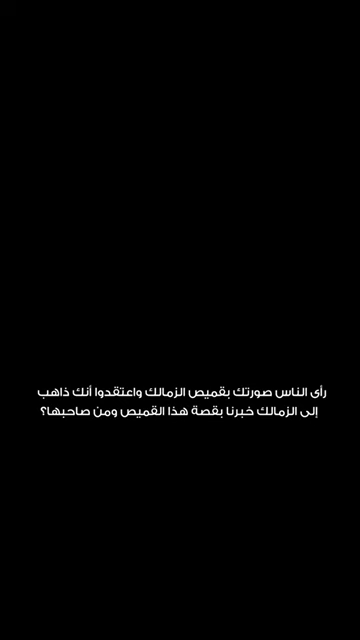 رأى الناس صورتك بقميص الزمالك واعتقدوا أنك ذاهب
إلى الزمالك خبرنا بقصة هذا القميص ومن صاحبها؟